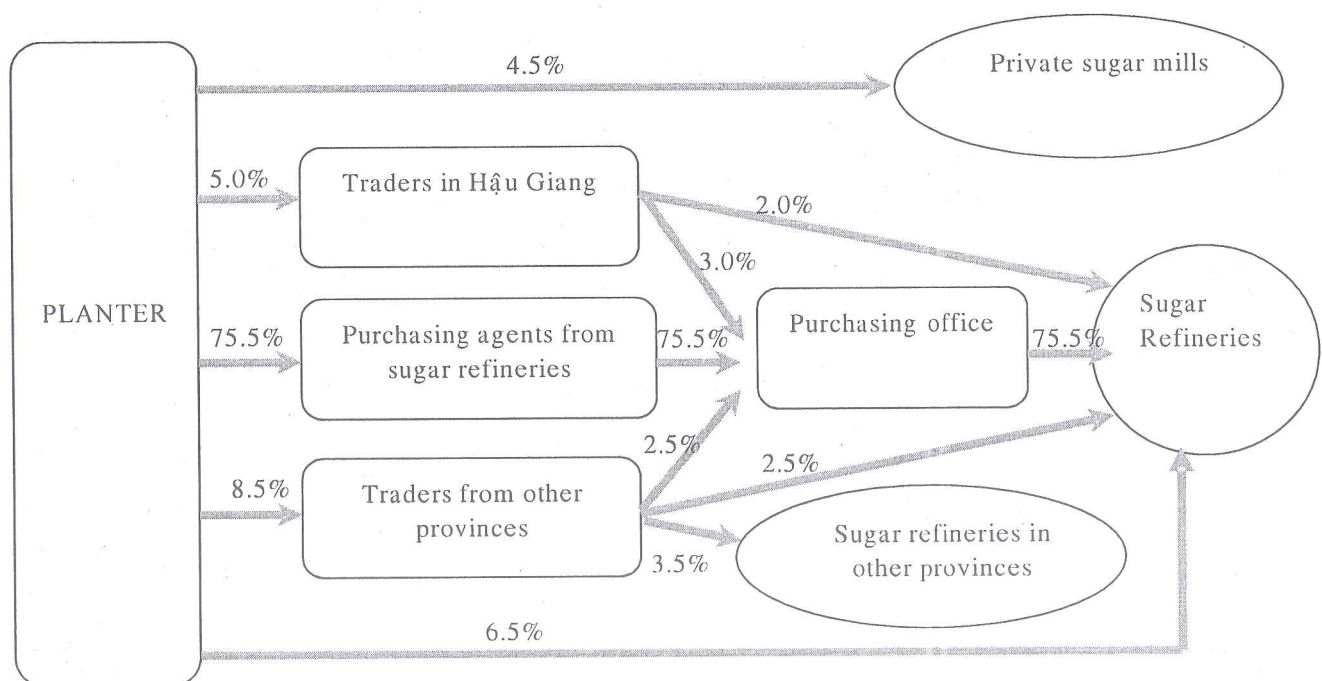 4.5%
Private sugar mills
5.0%
Traders in Hậu Giang
2.0%
3.0%
PLANTER
75.5%
Purchasing agents from
sugar refineries
75.5%
Purchasing office
75.5%
Sugar
Refineries
2.5%
2.5%
8.5%
Traders from other
provinces
3.5%
Sugar refineries in
other provinces
6.5%